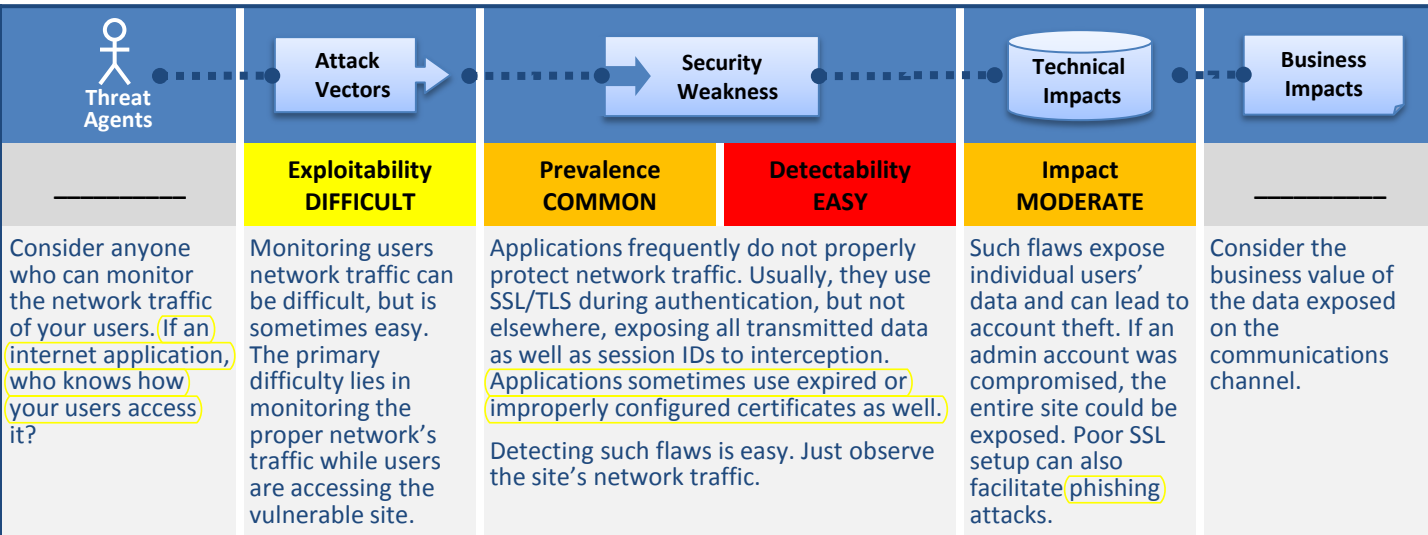 Threat
Agents
Attack
Vectors
Security
Weakness
Technical
Impacts
Business
Impacts
__________
Exploitability
DIFFICULT
Prevalence
COMMON
Detectability
EASY
Impact
MODERATE
__________
Consider anyone
who can monitor
the network traffic
of your users. If an
internet application,
who knows how
your users access
it?
Monitoring users
network traffic can
be difficult, but is
sometimes easy.
The primary
difficulty lies in
monitoring the
proper network’s
traffic while users
are accessing the
vulnerable site.
Applications frequently do not properly
protect network traffic. Usually, they use
SSL/TLS during authentication, but not
elsewhere, exposing all transmitted data
as well as session IDs to interception.
Applications sometimes use expired or
improperly configured certificates as well.
Detecting such flaws is easy. Just observe
the site’s network traffic.
Such flaws expose
individual users’
data and can lead to
account theft. If an
admin account was
compromised, the
entire site could be
exposed. Poor SSL
setup can also
facilitate phishing
attacks.
Consider the
business value of
the data exposed
on the
communications
channel.